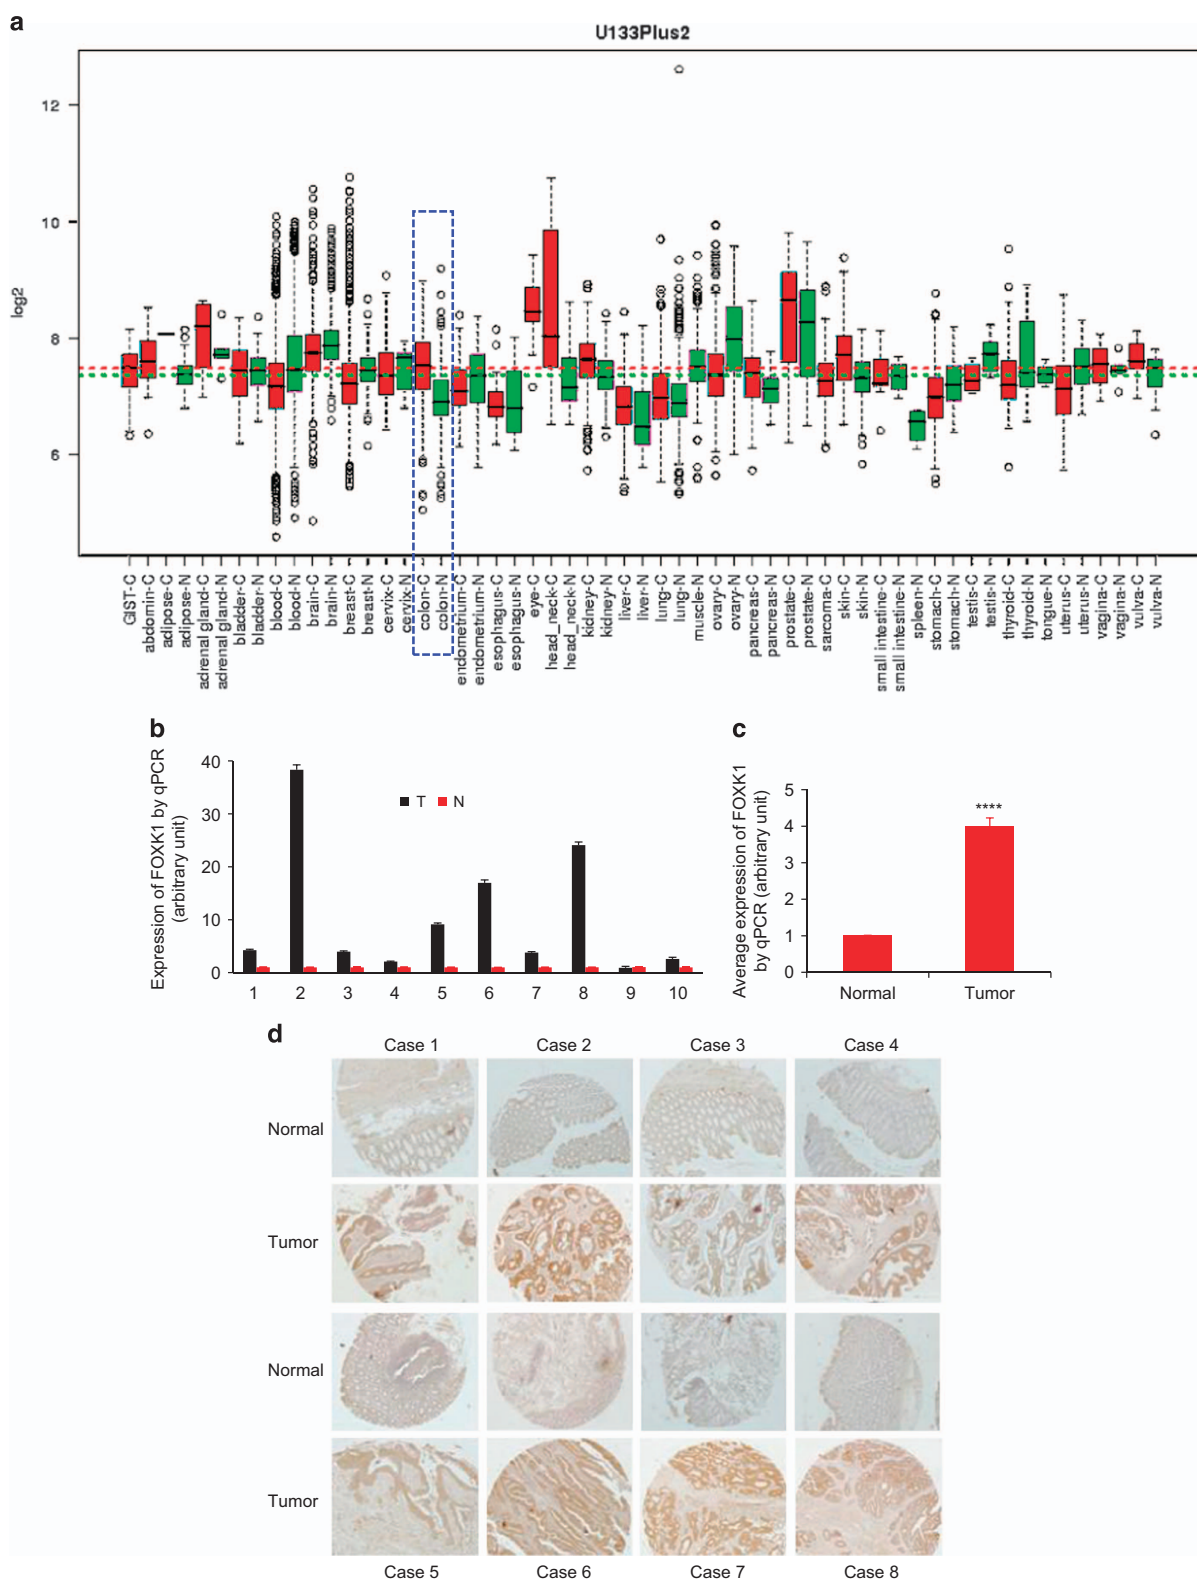 a
U133Plus2
log2
12
10
8
6
GIST-C
abdomin-C
adipose-C
adipose-N
adrenal gland-C
adrenal gland-N
bladder-C
bladder-N
blood-C
blood-N
brain-C
brain-N
breast-C
breast-N
cervix-C
cervix-N
colon-C
colon-N
endometrium-C
endometrium-N
esophagus-C
esophagus-N
eye-C
head_neck-C
head_neck-N
kidney-C
kidney-N
liver-C
liver-N
lung-C
lung-N
muscle-N
ovary-C
ovary-N
pancreas-C
pancreas-N
prostate-C
prostate-N
sarcoma-C
skin-C
skin-N
small intestine-C
small intestine-N
spleen-N
stomach-C
stomach-N
testis-C
testis-N
thyroid-C
thyroid-N
tongue-N
uterus-C
uterus-N
vagina-C
vagina-N
vulva-C
vulva-N
b
Expression of FOXK1 by qPCR
(arbitrary unit)
40
30
20
10
0
T N
1 2 3 4 5 6 7 8 9 10
c
Average expression of FOXK1
by qPCR (arbitrary unit)
5
4
3
2
1
0
****
Normal Tumor
d
Case 1 Case 2 Case 3 Case 4
Normal
Tumor
Normal
Tumor
Case 5 Case 6 Case 7 Case 8